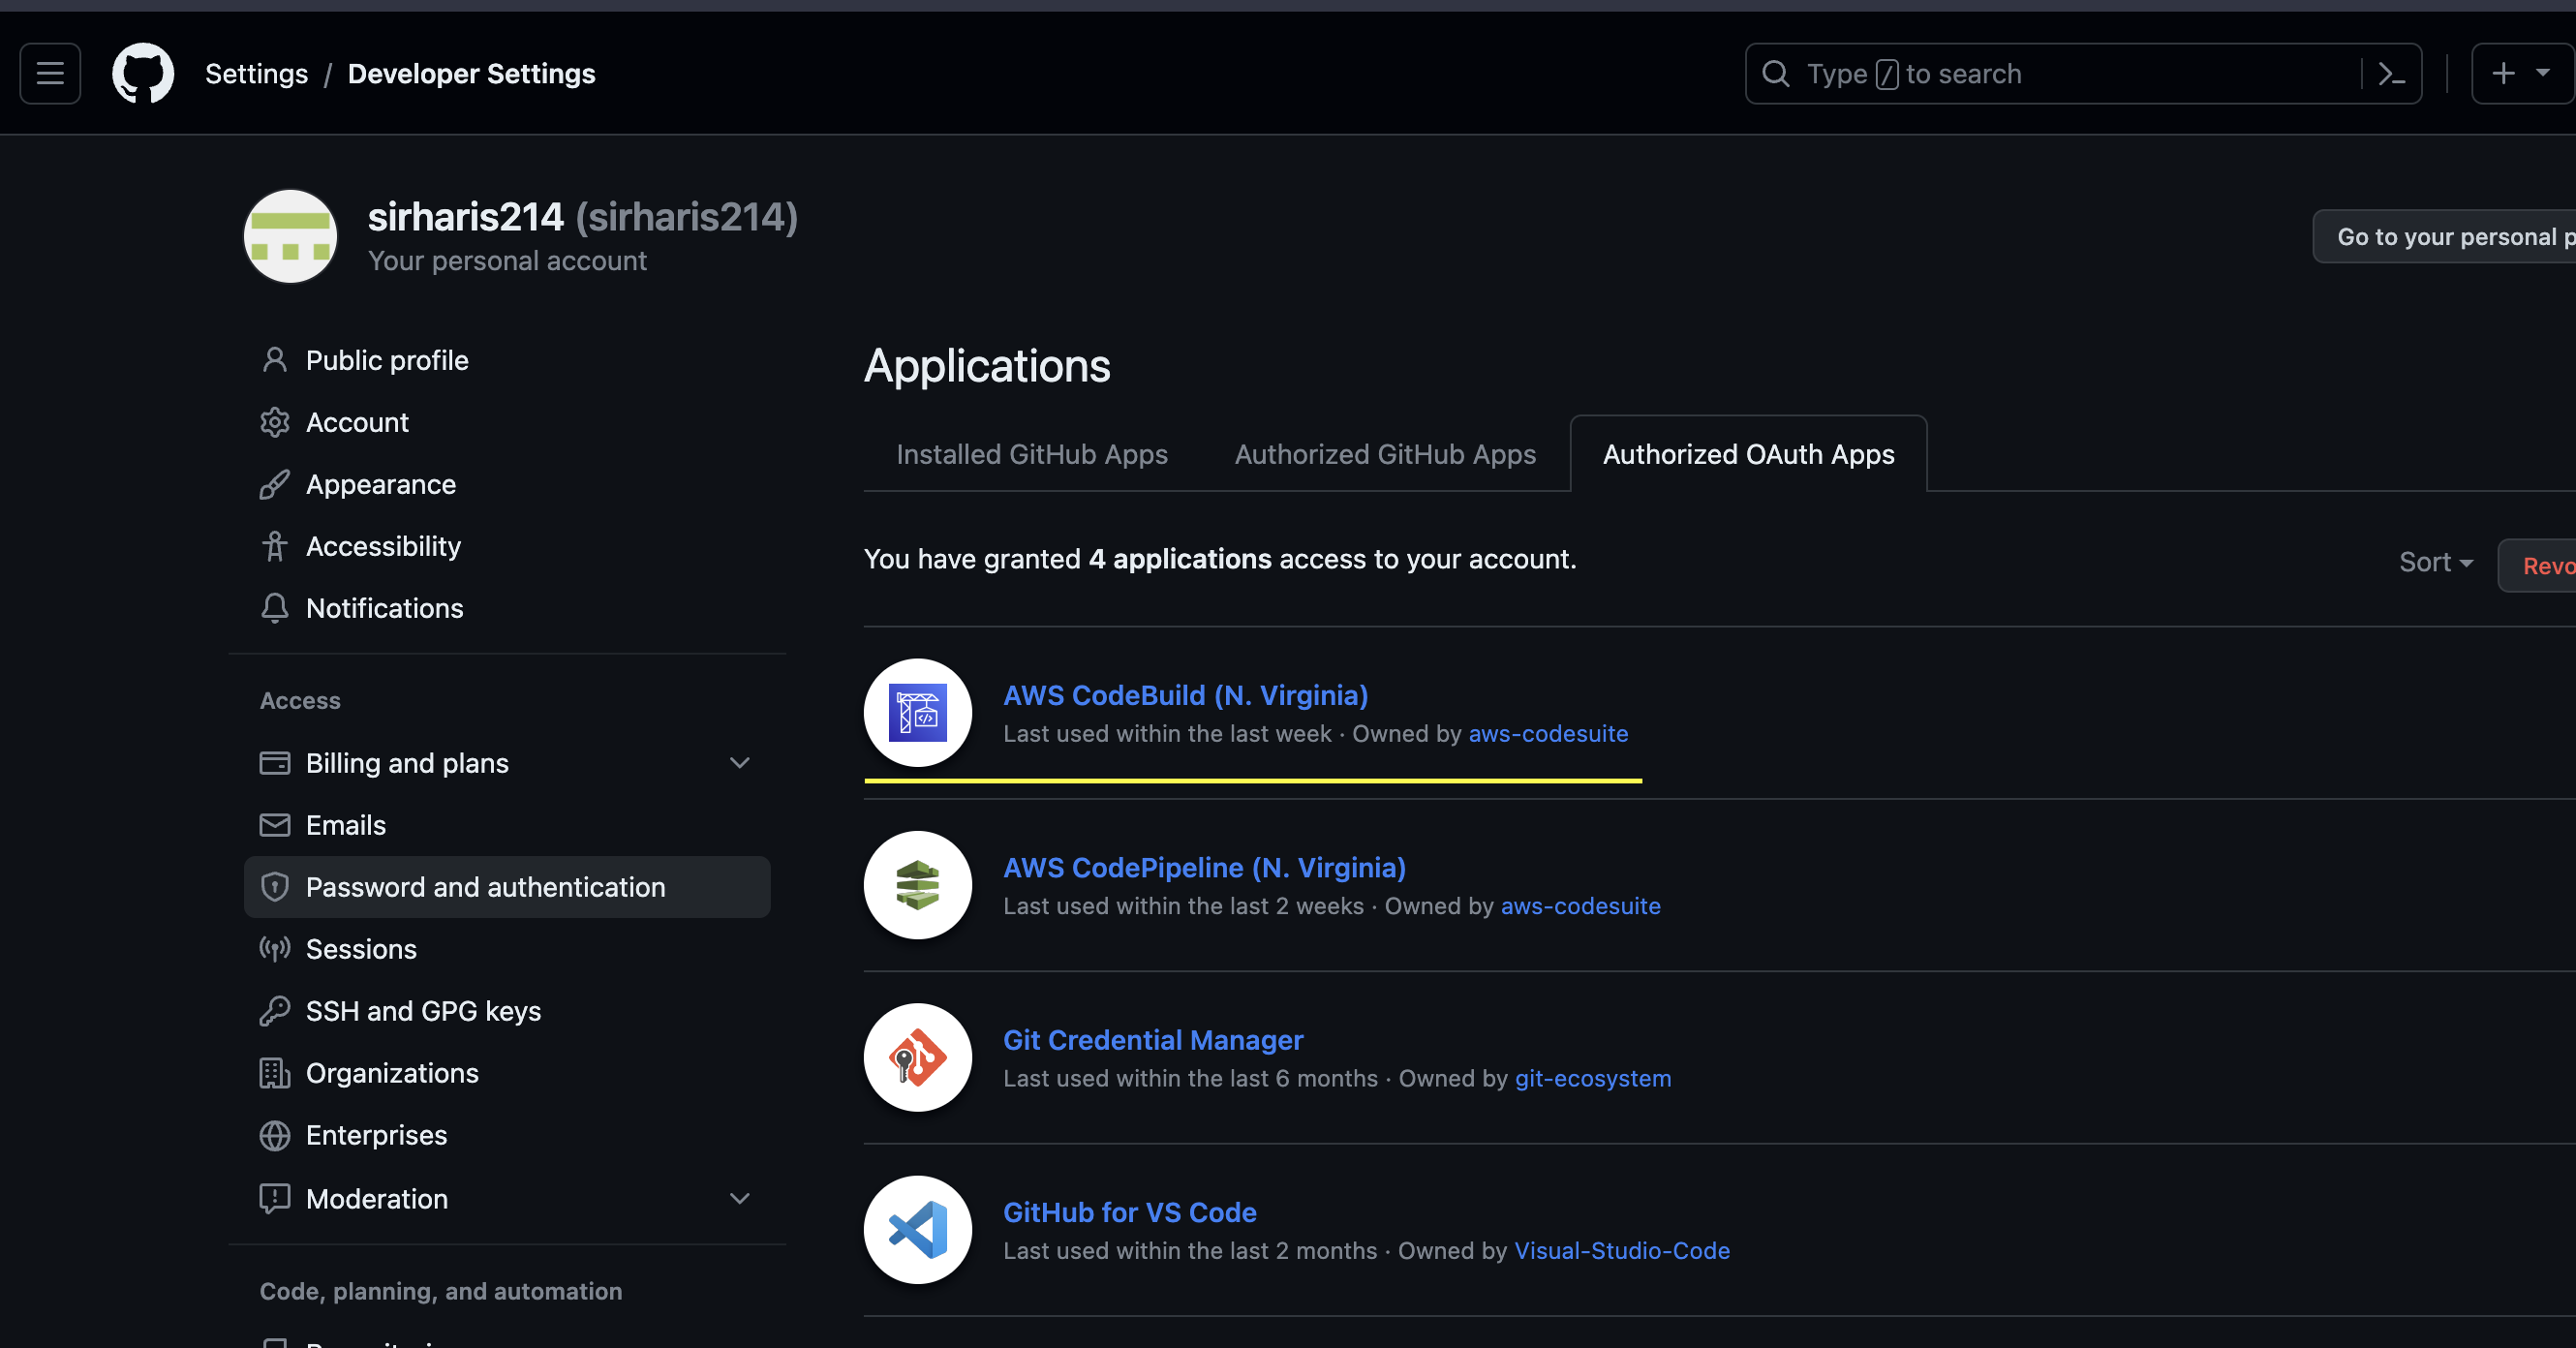 Settings / Developer Settings
Type / to search
sirharis214 (sirharis214)
Your personal account
Go to your personal p
Public profile
Account
Appearance
Accessibility
Notifications
Access
Billing and plans
Emails
Password and authentication
Sessions
SSH and GPG keys
Organizations
Enterprises
Moderation
Code, planning, and automation
Applications
Installed GitHub Apps
Authorized GitHub Apps
Authorized OAuth Apps
You have granted 4 applications access to your account.
Sort
Revo
AWS CodeBuild (N. Virginia)
Last used within the last week · Owned by aws-codesuite
AWS CodePipeline (N. Virginia)
Last used within the last 2 weeks · Owned by aws-codesuite
Git Credential Manager
Last used within the last 6 months · Owned by git-ecosystem
GitHub for VS Code
Last used within the last 2 months · Owned by Visual-Studio-Code